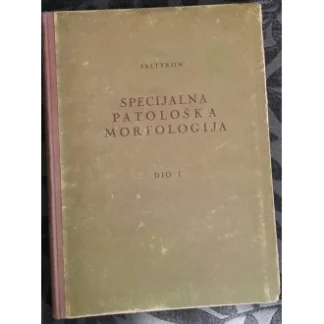 SALTYKOW
SPECIJALNA
PATOLOŠKA
MORFOLOGIJA
DIO I